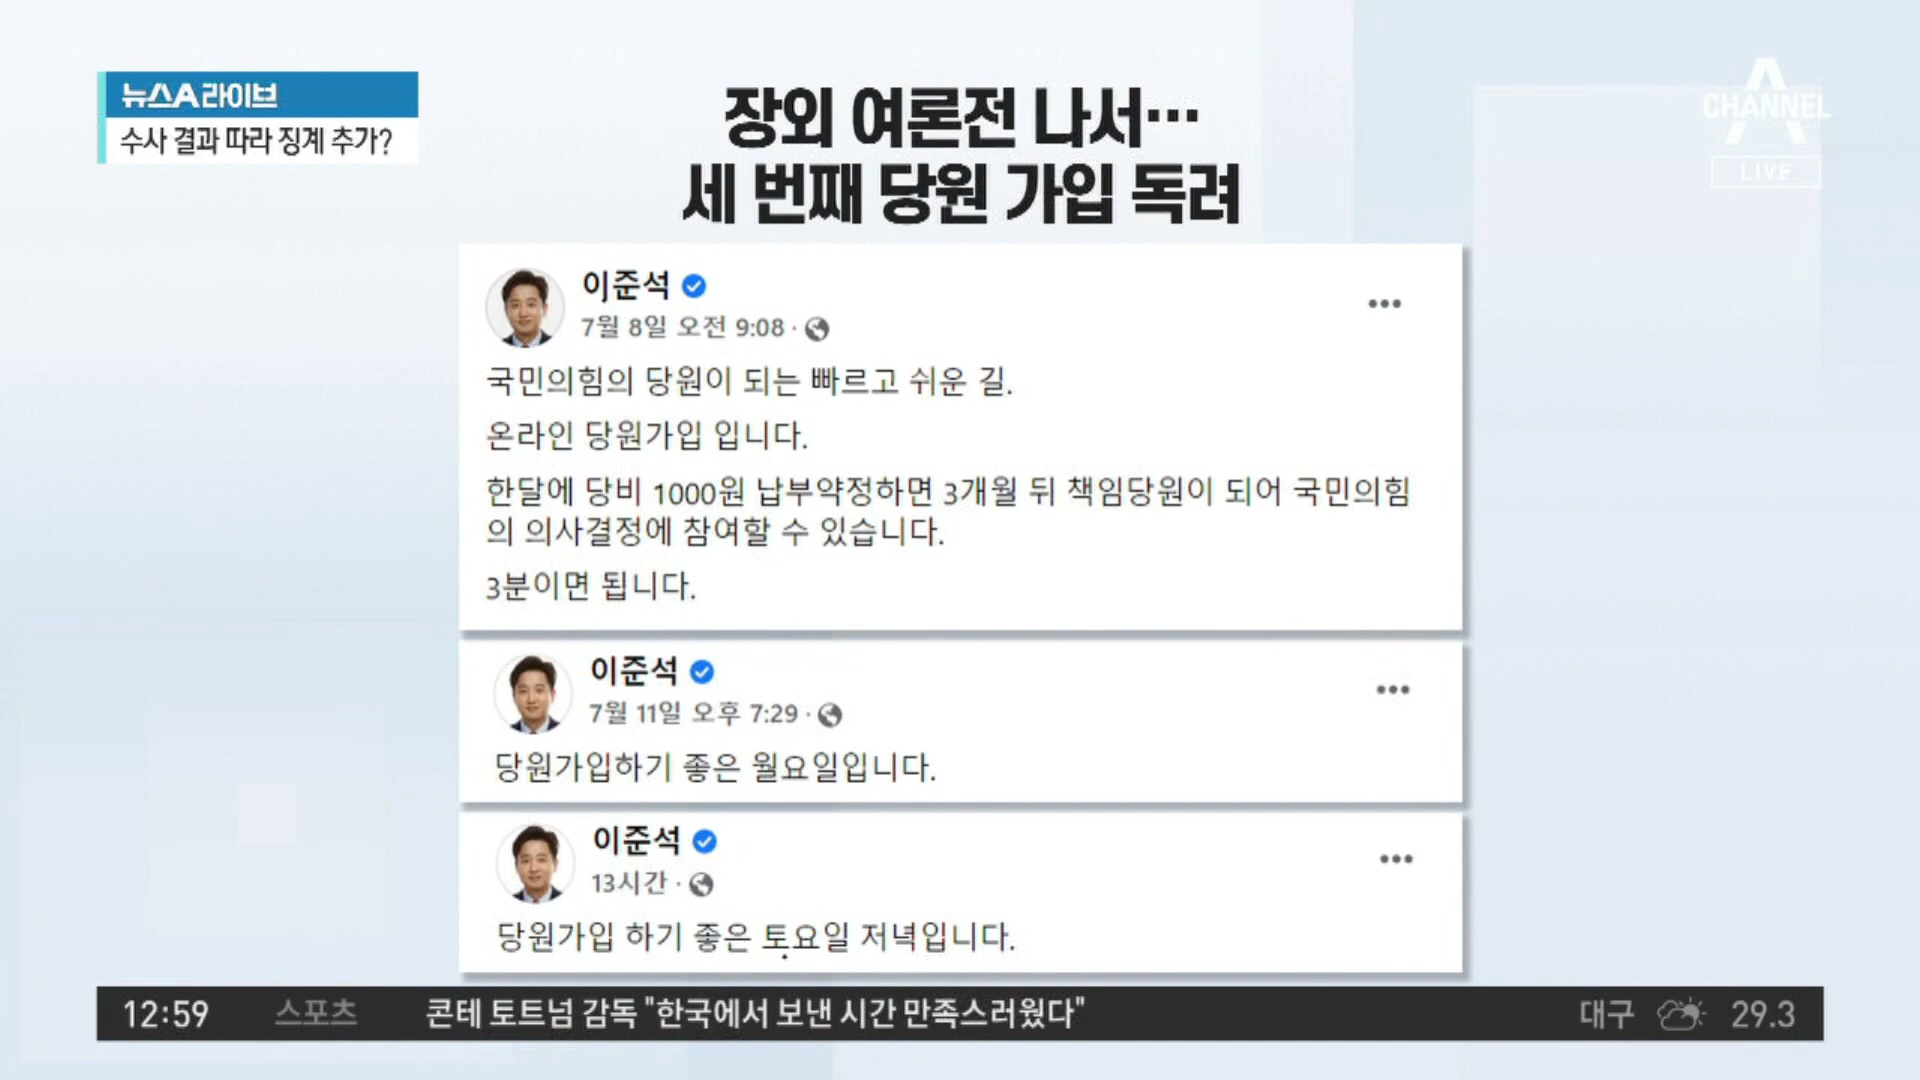 뉴스A라이브
수사 결과 따라 징계 추가?
장외 여론전 나서…
세 번째 당원 가입 독려
CHANNEL A
LIVE
이준석
7월 8일 오전 9:08 ·
국민의힘의 당원이 되는 빠르고 쉬운 길.
온라인 당원가입 입니다.
한달에 당비 1000원 납부약정하면 3개월 뒤 책임당원이 되어 국민의힘
의 의사결정에 참여할 수 있습니다.
3분이면 됩니다.
이준석
7월 11일 오후 7:29 ·
당원가입하기 좋은 월요일입니다.
이준석
13시간 ·
당원가입 하기 좋은 토요일 저녁입니다.
12:59 스포츠 콘테 토트넘 감독 "한국에서 보낸 시간 만족스러웠다" 대구 29.3